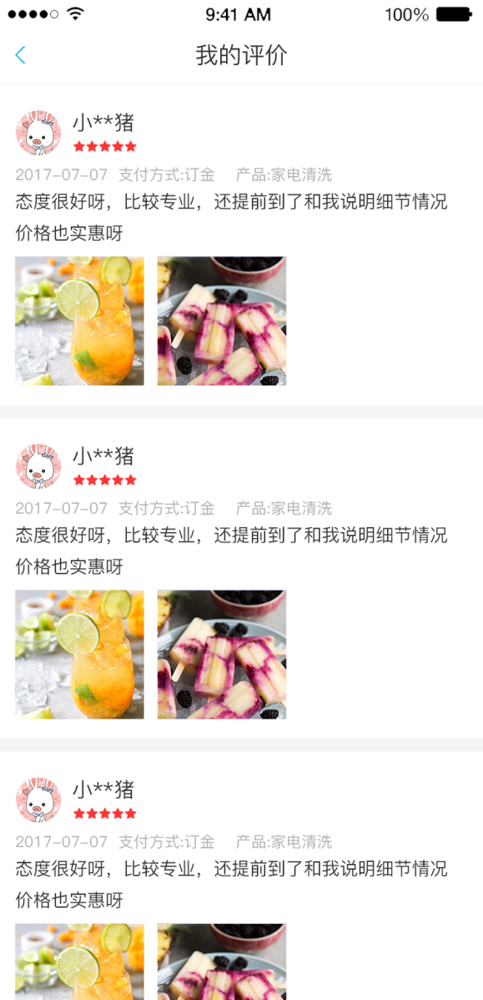 9:41 AM 100%
我的评价
小**猪
2017-07-07 支付方式:订金 产品:家电清洗
态度很好呀，比较专业，还提前到了和我说明细节情况
价格也实惠呀
小**猪
2017-07-07 支付方式:订金 产品:家电清洗
态度很好呀，比较专业，还提前到了和我说明细节情况
价格也实惠呀
小**猪
2017-07-07 支付方式:订金 产品:家电清洗
态度很好呀，比较专业，还提前到了和我说明细节情况
价格也实惠呀